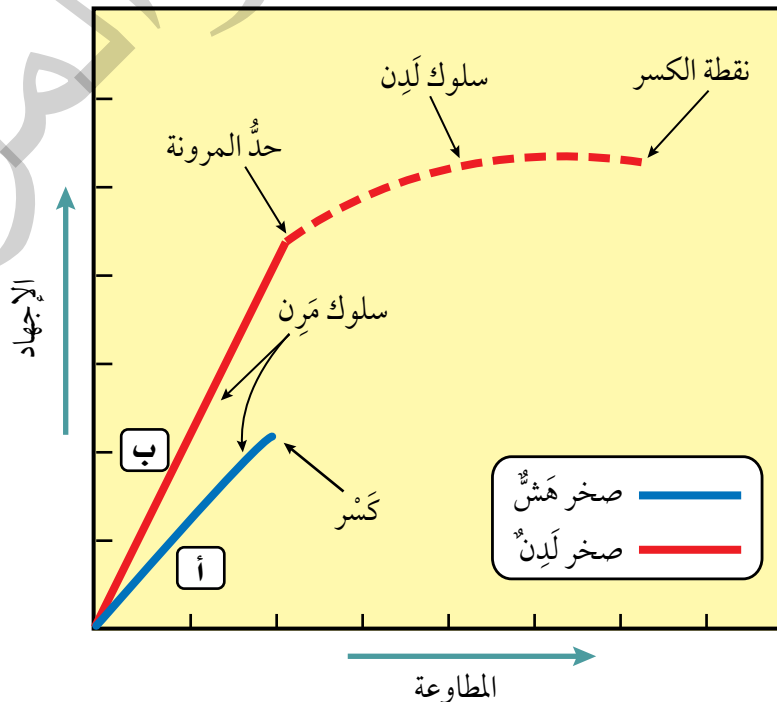 نقطة الكسر
سلوك لَدِن
حدُّ المرونة
سلوك مَرِن
الإجهاد
ب
كَسْر
أ
صخر هَشٌّ
صخر لَدِنٌ
المطاوعة